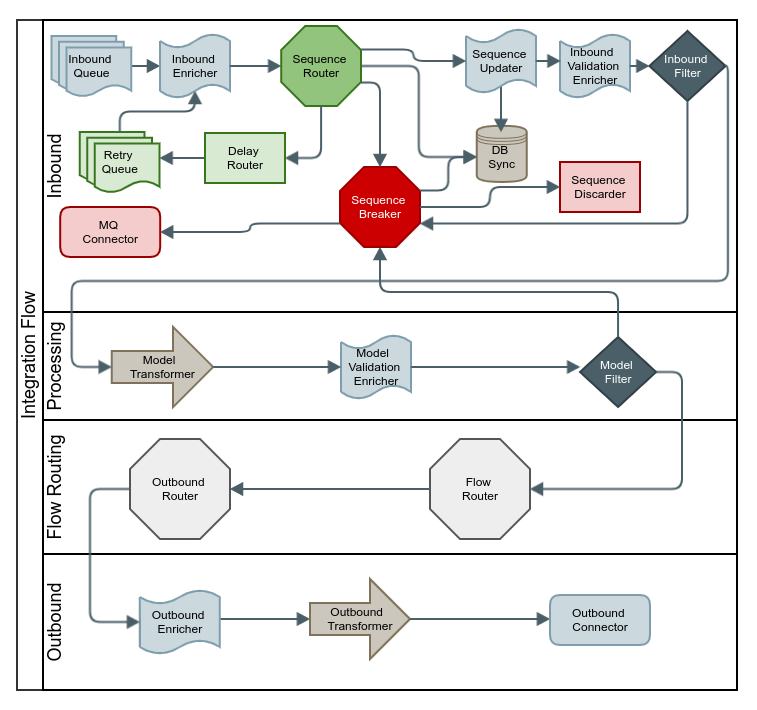 Integration Flow
Inbound
Inbound
Queue
Inbound
Enricher
Sequence
Router
Sequence
Updater
Inbound
Validation
Enricher
Inbound
Filter
Retry
Queue
Delay
Router
DB
Sync
Sequence
Discarder
Sequence
Breaker
MQ
Connector
Processing
Model
Transformer
Model
Validation
Enricher
Model
Filter
Flow Routing
Outbound
Router
Flow
Router
Outbound
Outbound
Enricher
Outbound
Transformer
Outbound
Connector